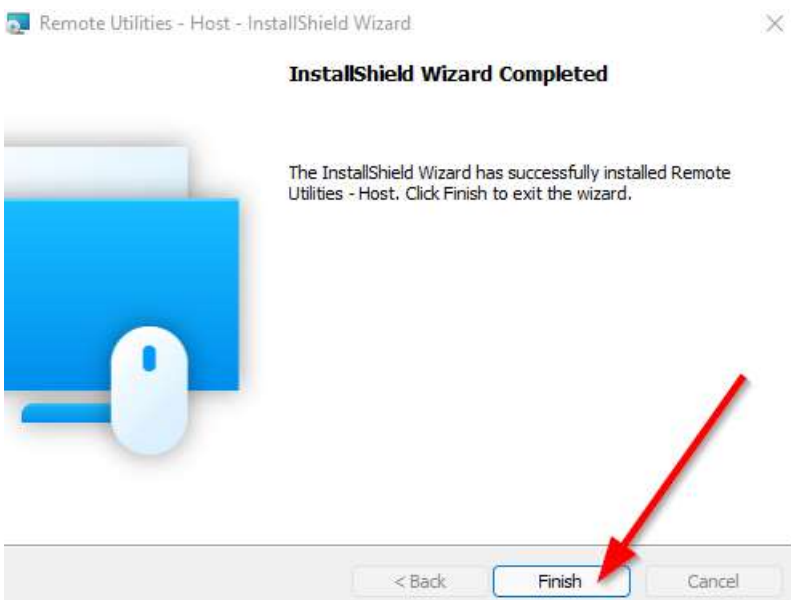 Remote Utilities - Host - InstallShield Wizard
InstallShield Wizard Completed
The InstallShield Wizard has successfully installed Remote
Utilities - Host. Click Finish to exit the wizard.
< Back
Finish
Cancel